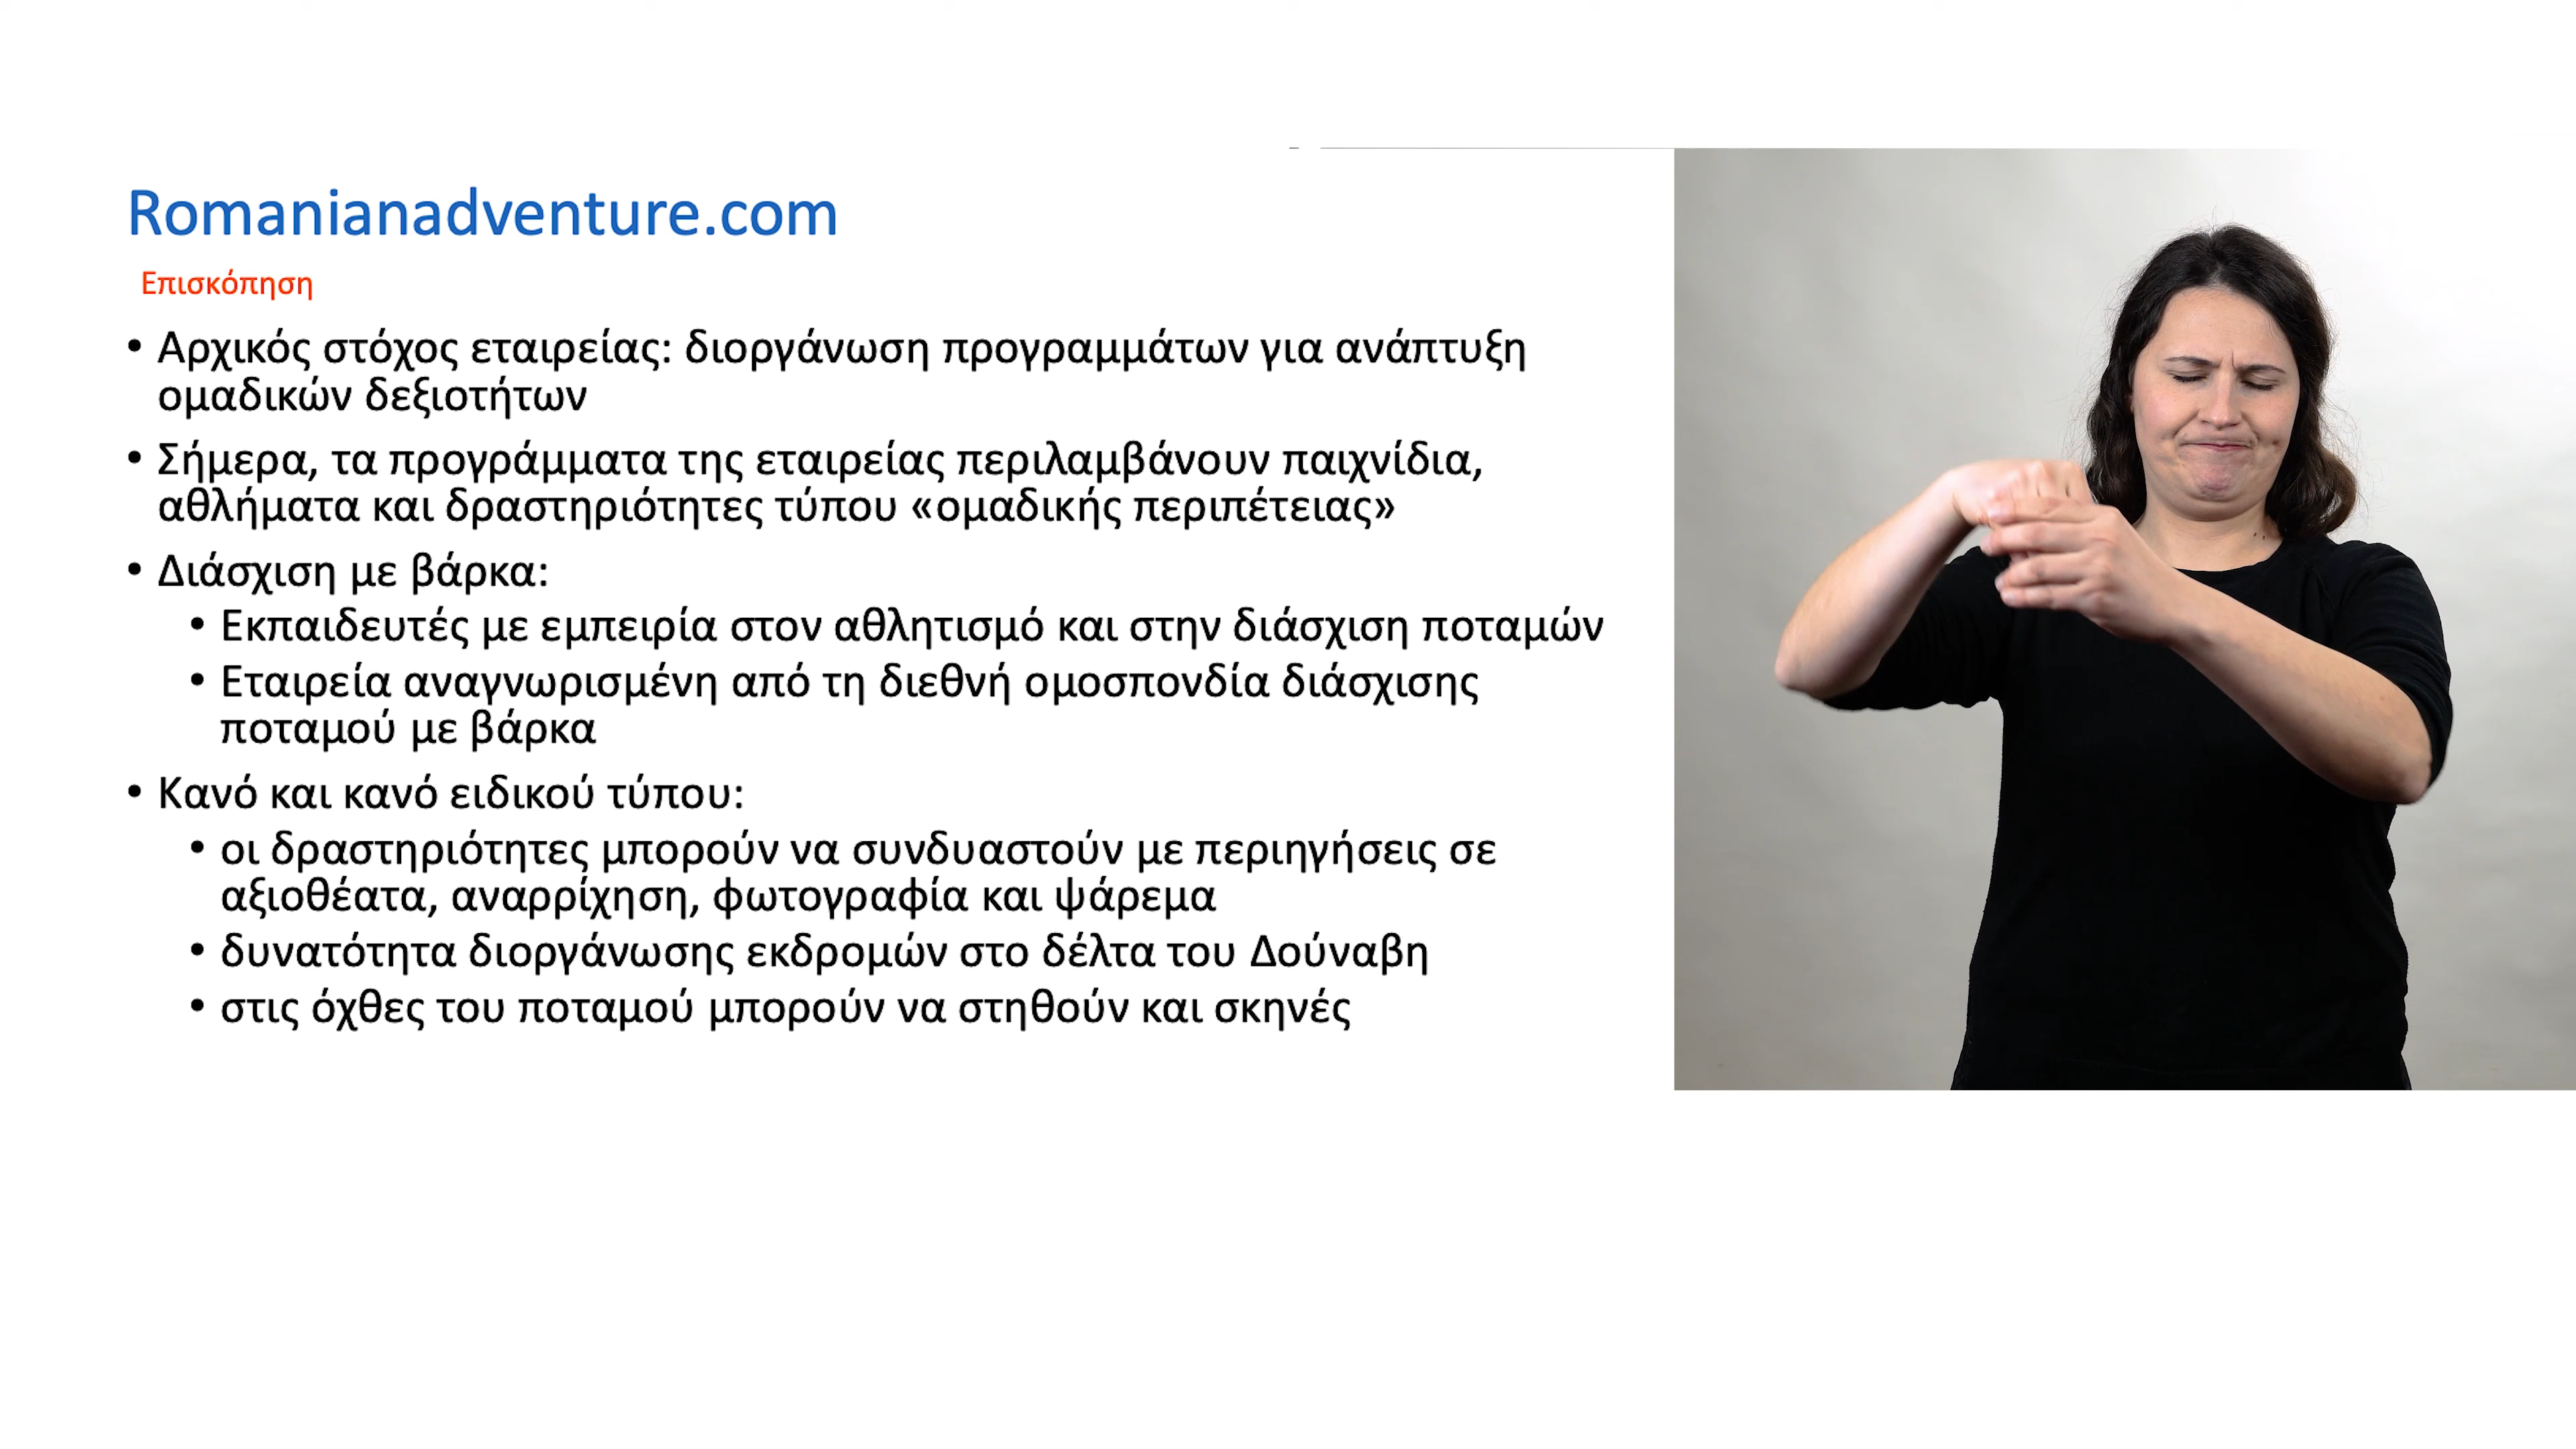 Romanianadventure.com
Επισκόπηση
• Αρχικός στόχος εταιρείας: διοργάνωση προγραμμάτων για ανάπτυξη
ομαδικών δεξιοτήτων
• Σήμερα, τα προγράμματα της εταιρείας περιλαμβάνουν παιχνίδια,
αθλήματα και δραστηριότητες τύπου «ομαδικής περιπέτειας»
• Διάσχιση με βάρκα:
• Εκπαιδευτές με εμπειρία στον αθλητισμό και στην διάσχιση ποταμών
• Εταιρεία αναγνωρισμένη από τη διεθνή ομοσπονδία διάσχισης
ποταμού με βάρκα
• Κανό και κανό ειδικού τύπου:
• οι δραστηριότητες μπορούν να συνδυαστούν με περιηγήσεις σε
αξιοθέατα, αναρρίχηση, φωτογραφία και ψάρεμα
• δυνατότητα διοργάνωσης εκδρομών στο δέλτα του Δούναβη
• στις όχθες του ποταμού μπορούν να στηθούν και σκηνές